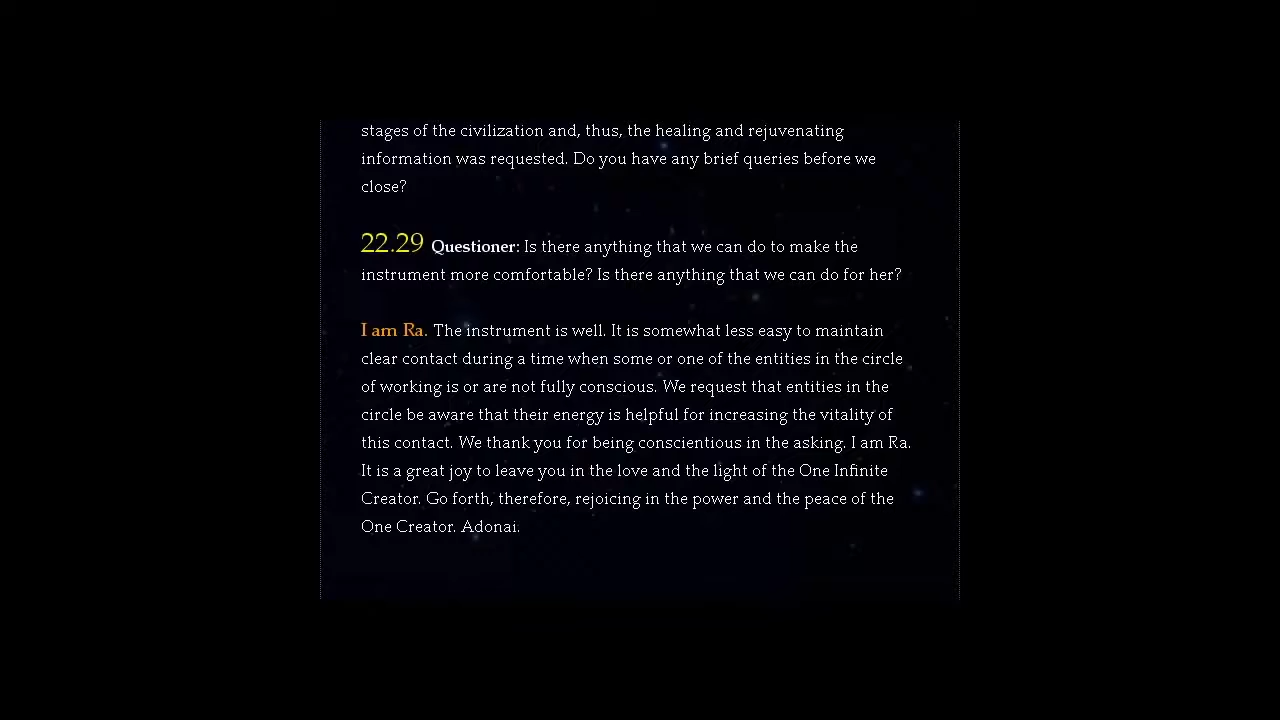 stages of the civilization and, thus, the healing and rejuvenating
information was requested. Do you have any brief queries before we
close?
22.29 Questioner: Is there anything that we can do to make the
instrument more comfortable? Is there anything that we can do for her?
I am Ra. The instrument is well. It is somewhat less easy to maintain
clear contact during a time when some or one of the entities in the circle
of working is or are not fully conscious. We request that entities in the
circle be aware that their energy is helpful for increasing the vitality of
this contact. We thank you for being conscientious in the asking. I am Ra.
It is a great joy to leave you in the love and the light of the One Infinite
Creator. Go forth, therefore, rejoicing in the power and the peace of the
One Creator. Adonai.